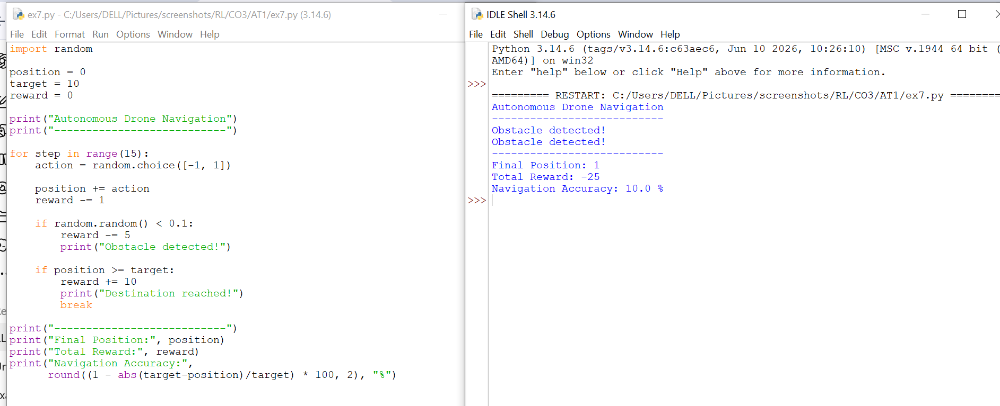 ex7.py - C:/Users/DELL/Pictures/screenshots/RL/CO3/AT1/ex7.py (3.14.6)
File Edit Format Run Options Window Help
import random
position = 0
target = 10
reward = 0
print("Autonomous Drone Navigation")
print("---------------------------")
for step in range(15):
    action = random.choice([-1, 1])
    position += action
    reward -= 1
    if random.random() < 0.1:
        reward -= 5
        print("Obstacle detected!")
    if position >= target:
        reward += 10
        print("Destination reached!")
        break
print("---------------------------")
print("Final Position:", position)
print("Total Reward:", reward)
print("Navigation Accuracy:",
      round((1 - abs(target-position)/target) * 100, 2), "%")
IDLE Shell 3.14.6
File Edit Shell Debug Options Window Help
Python 3.14.6 (tags/v3.14.6:c63aec6, Jun 10 2026, 10:26:10) [MSC v.1944 64 bit (
AMD64)] on win32
Enter "help" below or click "Help" above for more information.
>>>
========= RESTART: C:/Users/DELL/Pictures/screenshots/RL/CO3/AT1/ex7.py ========
Autonomous Drone Navigation
---------------------------
Obstacle detected!
Obstacle detected!
---------------------------
Final Position: 1
Total Reward: -25
Navigation Accuracy: 10.0 %
>>>